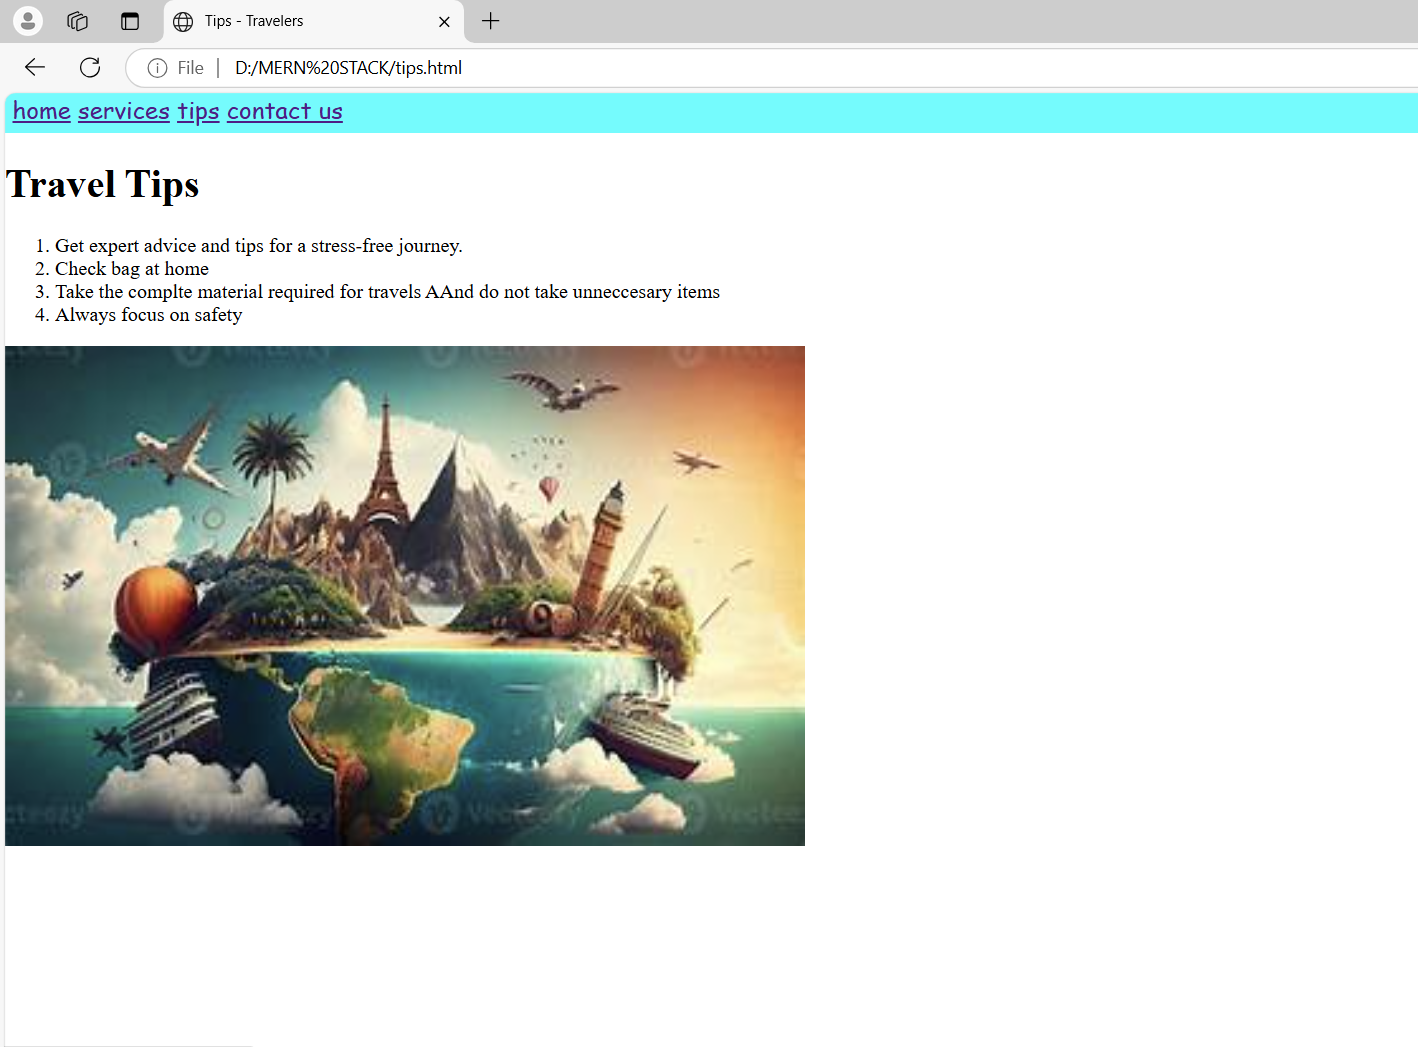 Tips - Travelers
File | D:/MERN%20STACK/tips.html
home services tips contact us
Travel Tips
1. Get expert advice and tips for a stress-free journey.
2. Check bag at home
3. Take the complte material required for travels AAnd do not take unneccesary items
4. Always focus on safety
Vecteezy